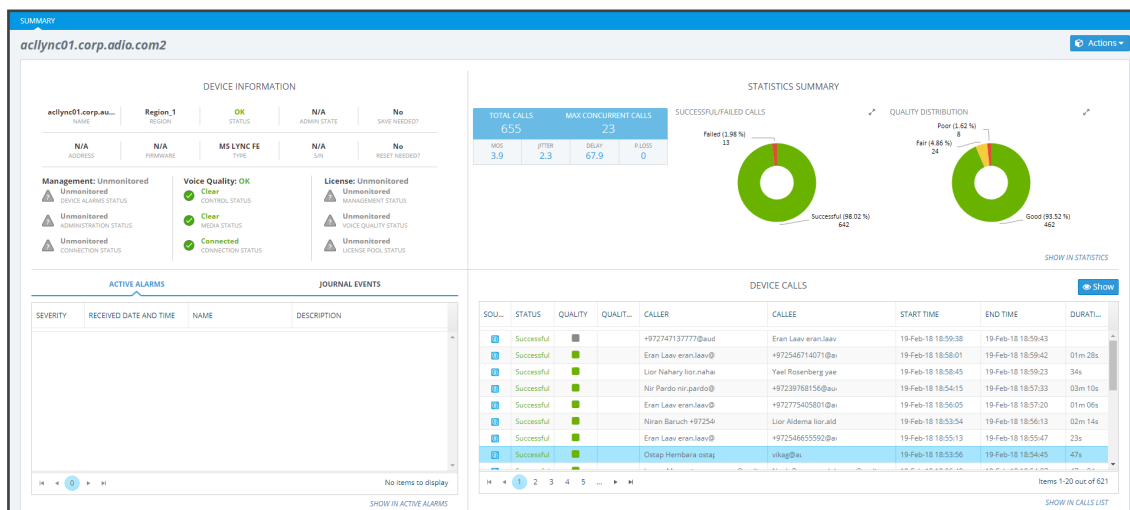 SUMMARY
acllync01.corp.adio.com2
Actions
DEVICE INFORMATION
acllync01.corp.au... Region_1 OK N/A No
NAME REGION STATUS ADMIN STATE SAVE NEEDED?
N/A N/A MS LYNC FE N/A No
ADDRESS FIRMWARE TYPE S/N RESET NEEDED?
Management: Unmonitored Voice Quality: OK License: Unmonitored
Unmonitored Clear Unmonitored
DEVICE ALARMS STATUS CONTROL STATUS MANAGEMENT STATUS
Unmonitored Clear Unmonitored
ADMINISTRATION STATUS MEDIA STATUS VOICE QUALITY STATUS
Unmonitored Connected Unmonitored
CONNECTION STATUS CONNECTION STATUS LICENSE POOL STATUS
STATISTICS SUMMARY
TOTAL CALLS MAX CONCURRENT CALLS
655 23
MOS JITTER DELAY P.LOSS
3.9 2.3 67.9 0
SUCCESSFUL/FAILED CALLS
Failed (1.98 %)
13
Successful (98.02 %)
642
QUALITY DISTRIBUTION
Poor (1.62 %)
8
Fair (4.86 %)
24
Good (93.52 %)
462
SHOW IN STATISTICS
ACTIVE ALARMS JOURNAL EVENTS
SEVERITY RECEIVED DATE AND TIME NAME DESCRIPTION
0 No items to display
SHOW IN ACTIVE ALARMS
DEVICE CALLS
Show
SOU... STATUS QUALITY QUALIT... CALLER CALLEE START TIME END TIME DURATI...
Successful +972747137777@aud Eran Laav eran.laav 19-Feb-18 18:59:38 19-Feb-18 18:59:43
Successful Eran Laav eran.laav@ +972546714071@a 19-Feb-18 18:58:01 19-Feb-18 18:59:42 01m 28s
Successful Lior Nahary lior.nahar Yael Rosenberg yae 19-Feb-18 18:58:45 19-Feb-18 18:59:23 34s
Successful Nir Pardo nir.pardo@ +97239768156@au 19-Feb-18 18:54:15 19-Feb-18 18:57:33 03m 10s
Successful Eran Laav eran.laav@ +972775405801@a 19-Feb-18 18:56:05 19-Feb-18 18:57:20 01m 06s
Successful Niran Baruch +97254 Lior Aldema lior.ald 19-Feb-18 18:53:54 19-Feb-18 18:56:13 02m 14s
Successful Eran Laav eran.laav@ +972546655592@a 19-Feb-18 18:55:13 19-Feb-18 18:55:47 23s
Successful Ostap Hembara ostap vikag@au 19-Feb-18 18:53:56 19-Feb-18 18:54:45 47s
1 2 3 4 5 ... Items 1-20 out of 621
SHOW IN CALLS LIST